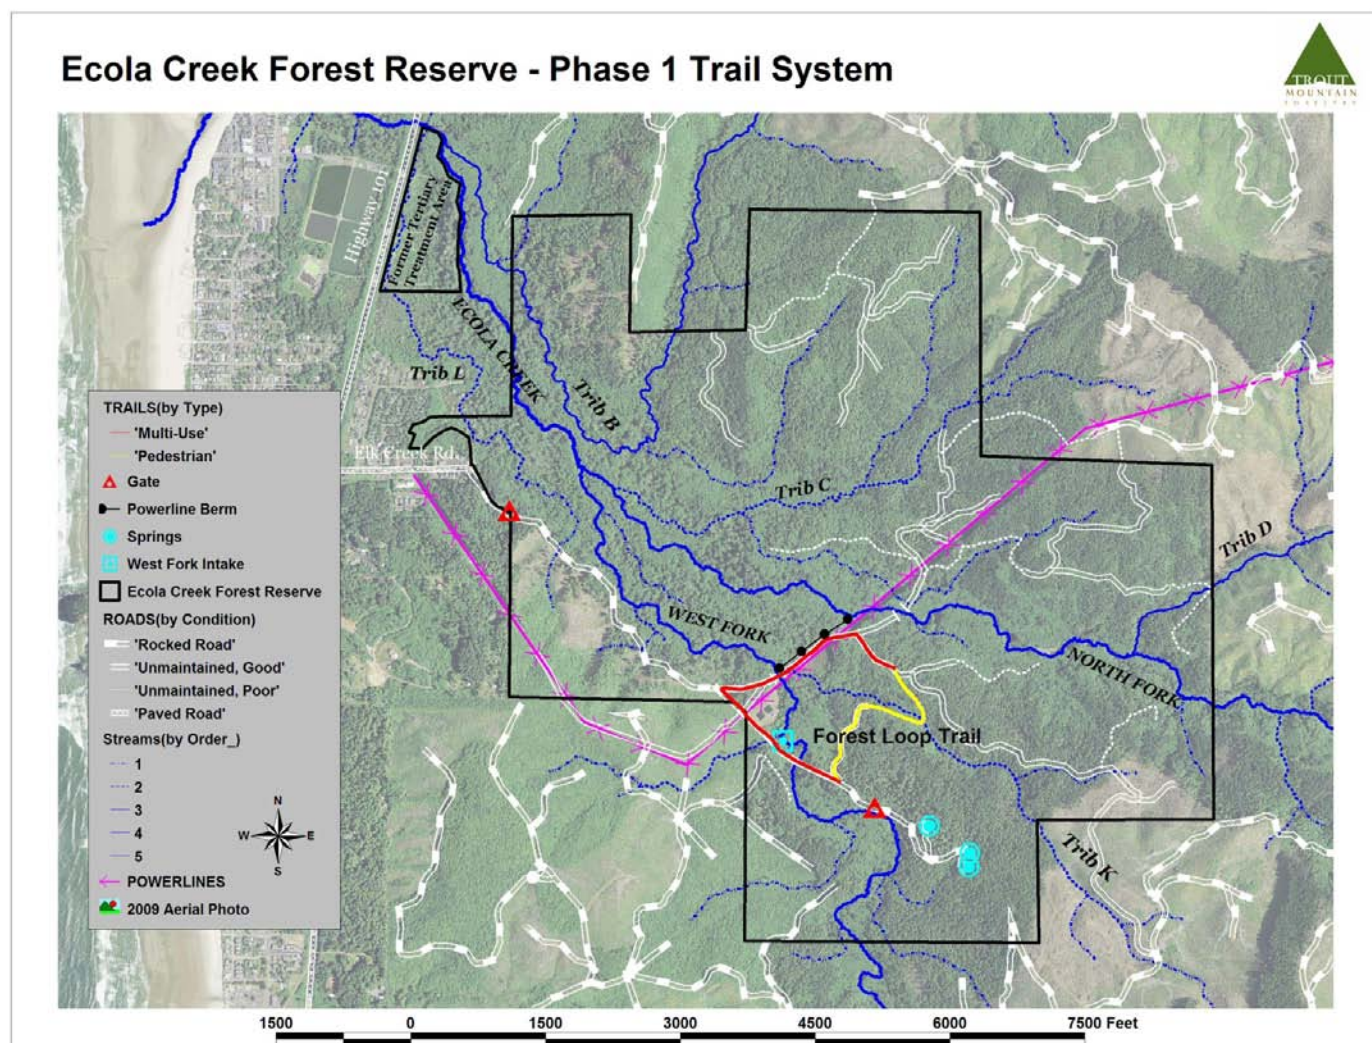 Ecola Creek Forest Reserve - Phase 1 Trail System
TROUT
MOUNTAIN
FORESTRY
Highway 101
Former Tertiary
Treatment Area
ECOLA CREEK
Trib L
Trib B
Elk Creek Rd.
Trib C
Trib D
WEST FORK
NORTH FORK
Forest Loop Trail
Trib K
TRAILS(by Type)
'Multi-Use'
'Pedestrian'
Gate
Powerline Berm
Springs
West Fork Intake
Ecola Creek Forest Reserve
ROADS(by Condition)
'Rocked Road'
'Unmaintained, Good'
'Unmaintained, Poor'
'Paved Road'
Streams(by Order_)
1
2
3
4
5
N
W E
S
POWERLINES
2009 Aerial Photo
1500 0 1500 3000 4500 6000 7500 Feet